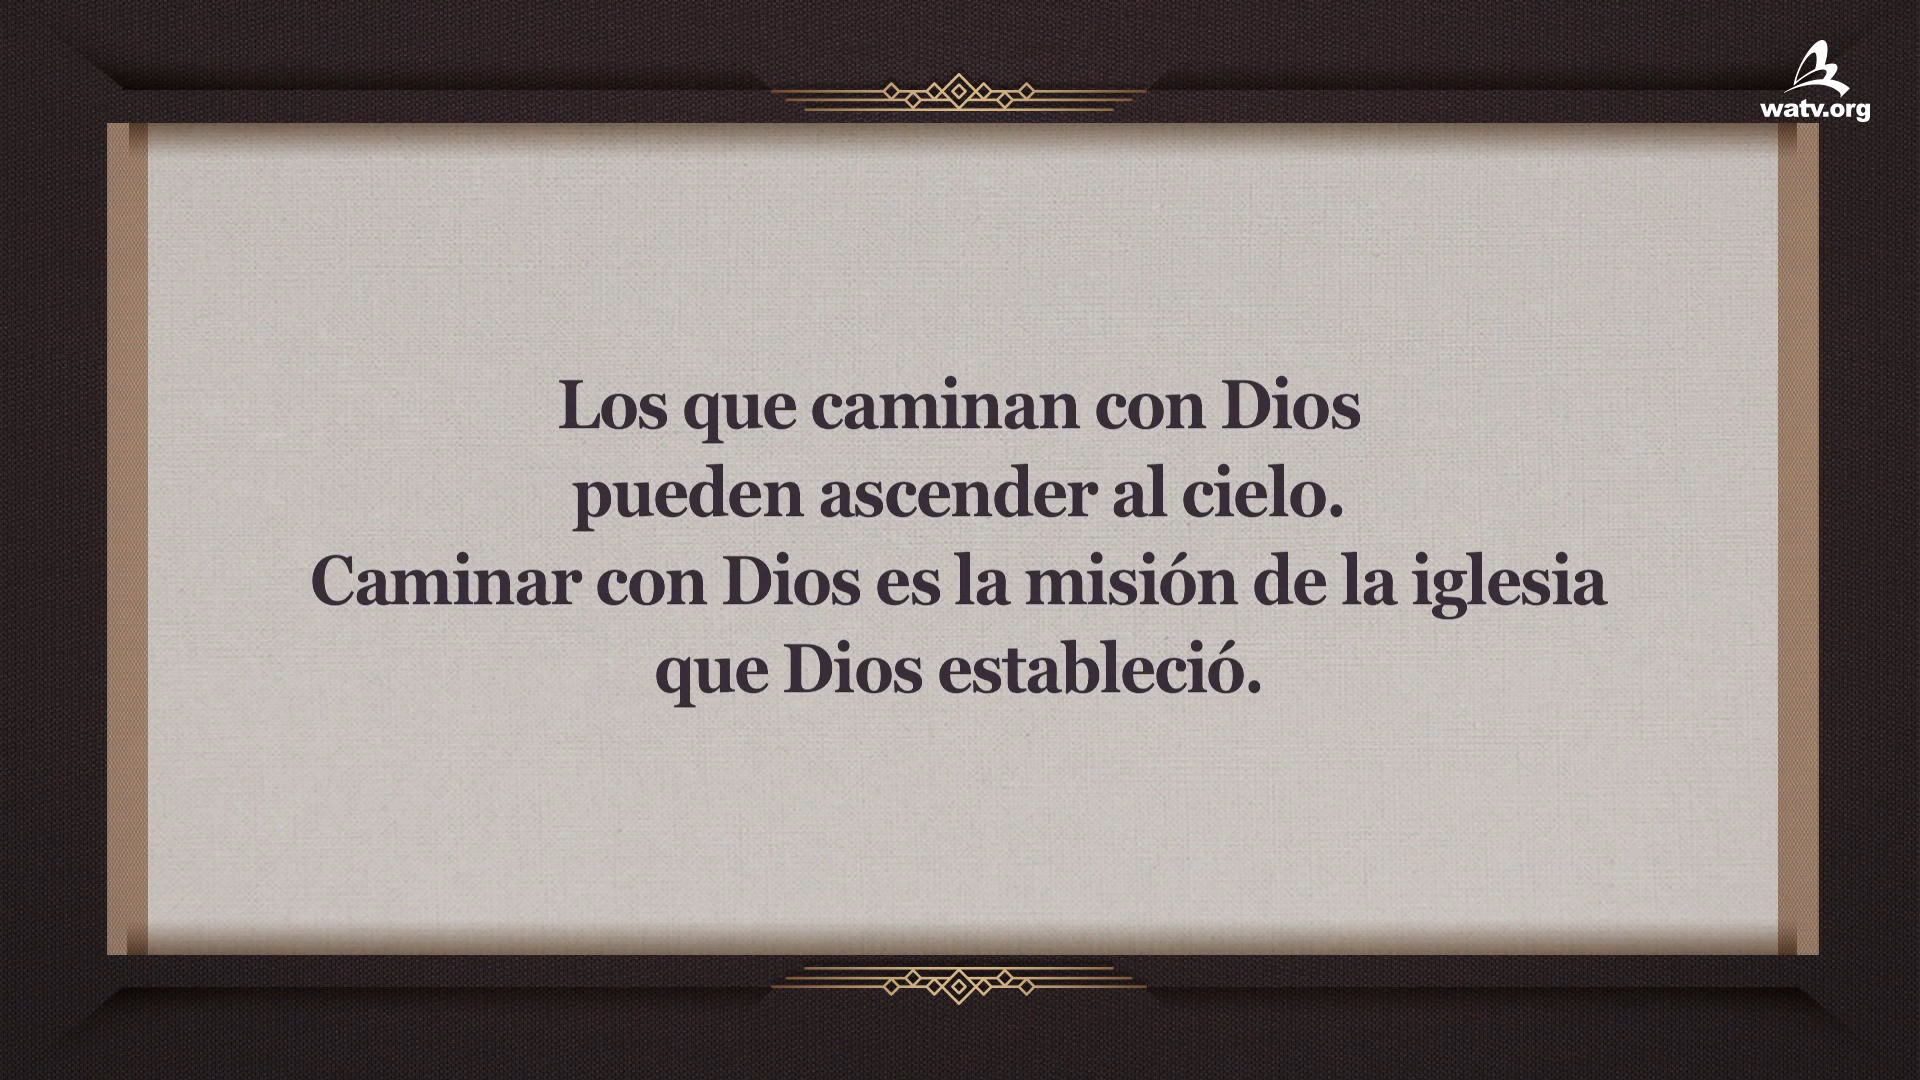 watv.org
Los que caminan con Dios
pueden ascender al cielo.
Caminar con Dios es la misión de la iglesia
que Dios estableció.